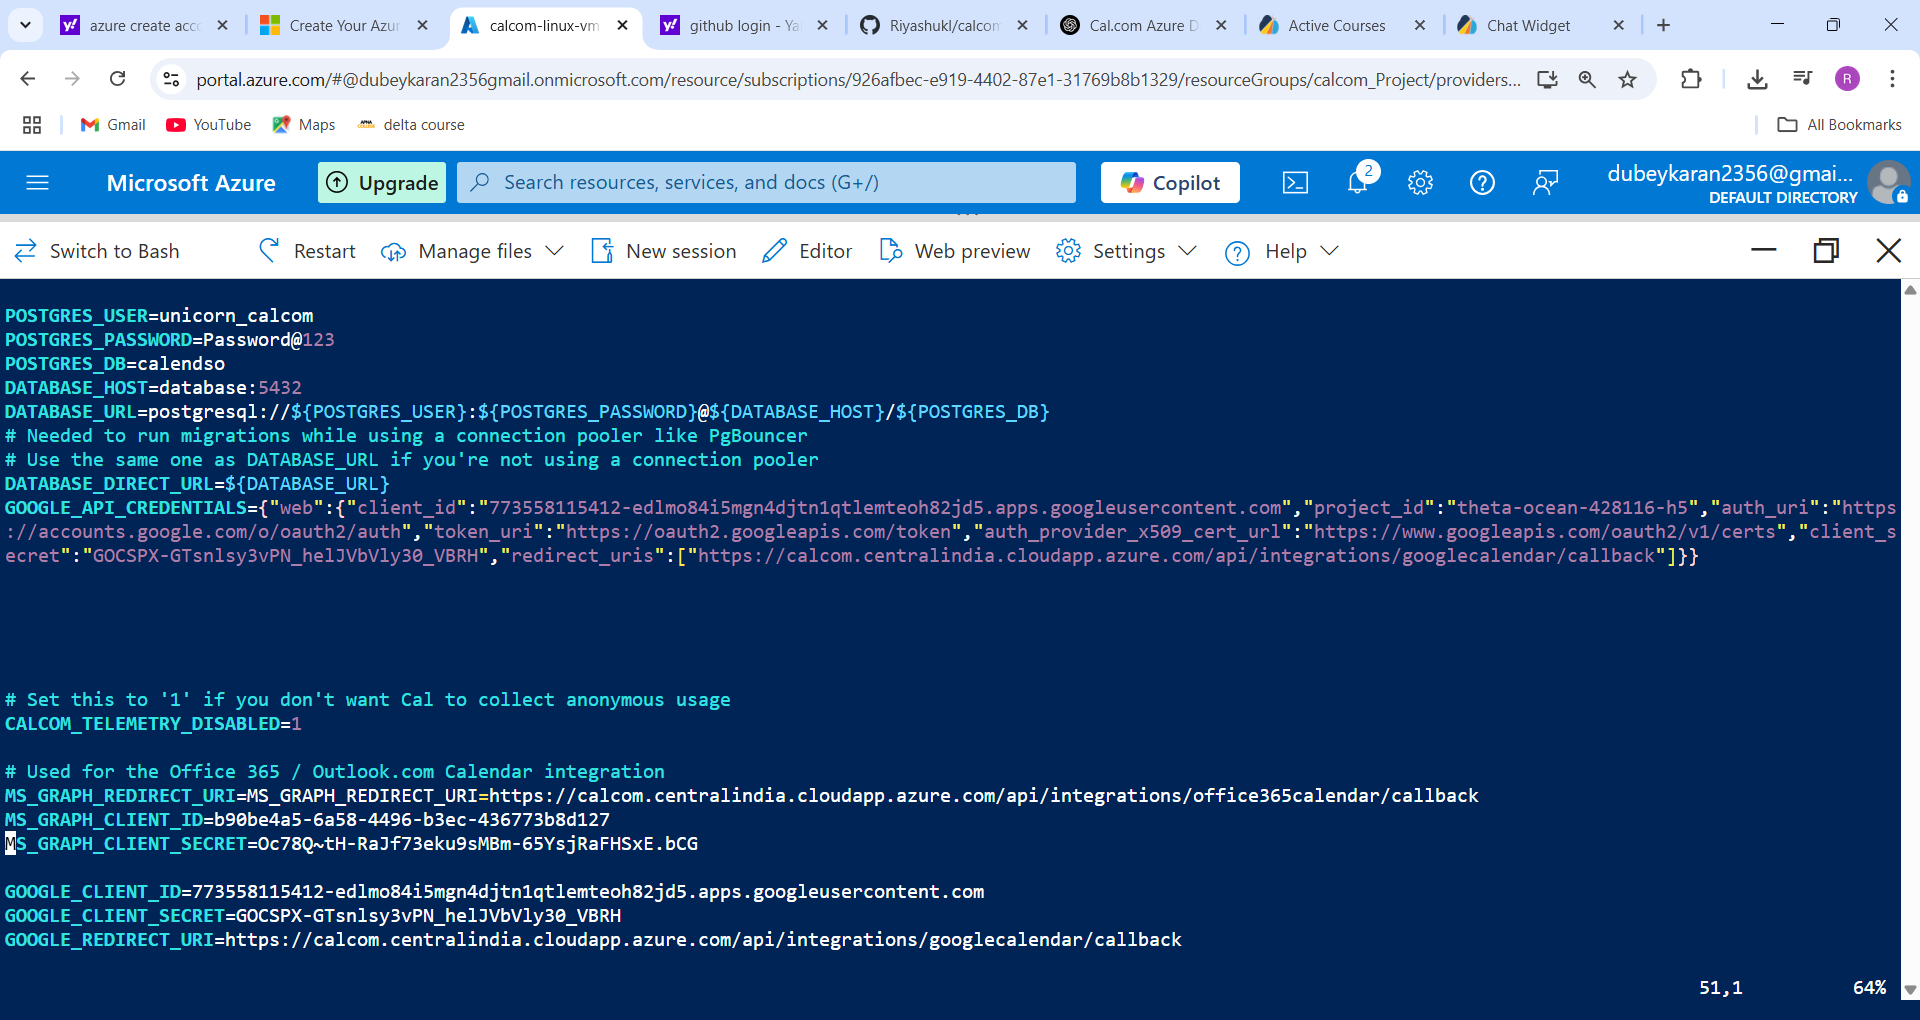 azure create acc
Create Your Azur
calcom-linux-vm
github login - Ya
Riyashukl/calcom
Cal.com Azure D
Active Courses
Chat Widget
portal.azure.com/#@dubeykaran2356gmail.onmicrosoft.com/resource/subscriptions/926afbec-e919-4402-87e1-31769b8b1329/resourceGroups/calcom_Project/providers...
R
Gmail
YouTube
Maps
delta course
All Bookmarks
Microsoft Azure
Upgrade
Search resources, services, and docs (G+/)
Copilot
2
dubeykaran2356@gmai...
DEFAULT DIRECTORY
Switch to Bash
Restart
Manage files
New session
Editor
Web preview
Settings
Help
POSTGRES_USER=unicorn_calcom
POSTGRES_PASSWORD=Password@123
POSTGRES_DB=calendso
DATABASE_HOST=database:5432
DATABASE_URL=postgresql://${POSTGRES_USER}:${POSTGRES_PASSWORD}@${DATABASE_HOST}/${POSTGRES_DB}
# Needed to run migrations while using a connection pooler like PgBouncer
# Use the same one as DATABASE_URL if you're not using a connection pooler
DATABASE_DIRECT_URL=${DATABASE_URL}
GOOGLE_API_CREDENTIALS={"web":{"client_id":"773558115412-edlmo84i5mgn4djtn1qtlemteoh82jd5.apps.googleusercontent.com","project_id":"theta-ocean-428116-h5","auth_uri":"https
://accounts.google.com/o/oauth2/auth","token_uri":"https://oauth2.googleapis.com/token","auth_provider_x509_cert_url":"https://www.googleapis.com/oauth2/v1/certs","client_s
ecret":"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","redirect_uris":["https://calcom.centralindia.cloudapp.azure.com/api/integrations/googlecalendar/callback"]}}
# Set this to '1' if you don't want Cal to collect anonymous usage
CALCOM_TELEMETRY_DISABLED=1
# Used for the Office 365 / Outlook.com Calendar integration
MS_GRAPH_REDIRECT_URI=MS_GRAPH_REDIRECT_URI=https://calcom.centralindia.cloudapp.azure.com/api/integrations/office365calendar/callback
MS_GRAPH_CLIENT_ID=b90be4a5-6a58-4496-b3ec-436773b8d127
MS_GRAPH_CLIENT_SECRET=Oc78Q~tH-RaJf73eku9sMBm-65YsjRaFHSxE.bCG
GOOGLE_CLIENT_ID=773558115412-edlmo84i5mgn4djtn1qtlemteoh82jd5.apps.googleusercontent.com
GOOGLE_CLIENT_SECRET=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
GOOGLE_REDIRECT_URI=https://calcom.centralindia.cloudapp.azure.com/api/integrations/googlecalendar/callback
51,1 64%